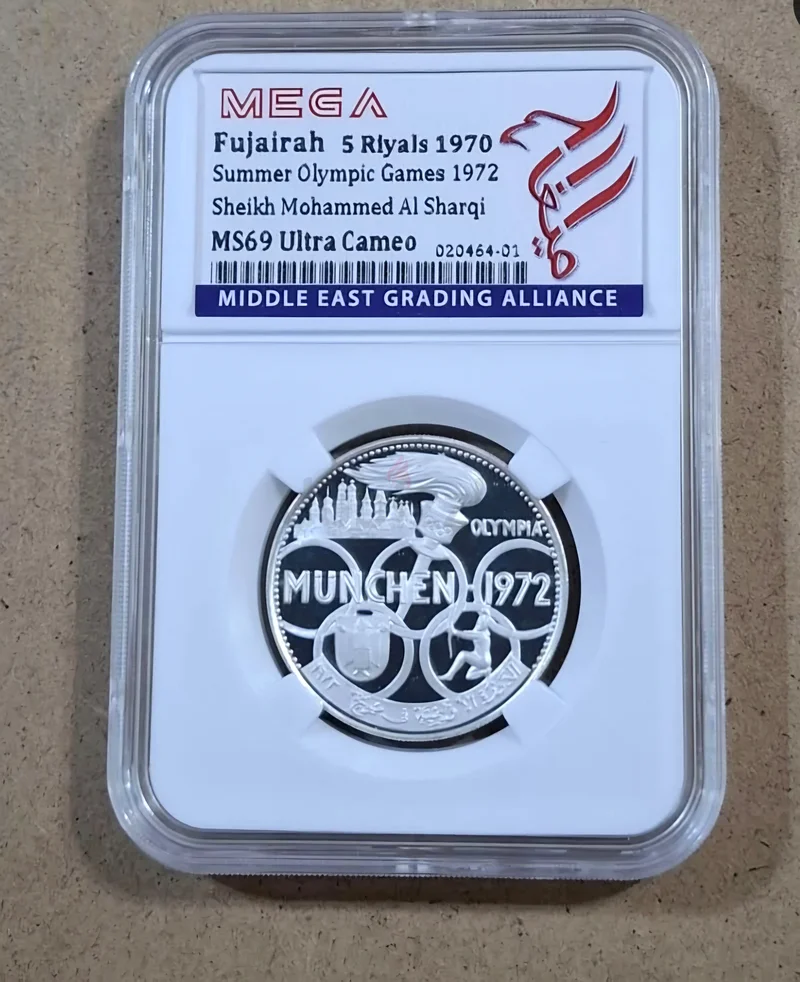 MEGA
Fujairah 5 Riyals 1970
Summer Olympic Games 1972
Sheikh Mohammed Al Sharqi
MS69 Ultra Cameo 020464-01
MIDDLE EAST GRADING ALLIANCE
OLYMPIA
MÜNCHEN 1972